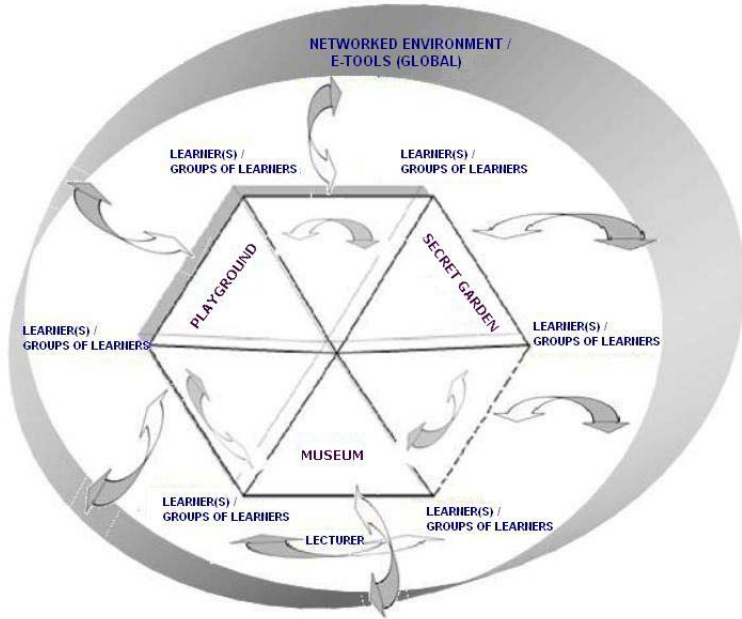 NETWORKED ENVIRONMENT /
E-TOOLS (GLOBAL)
LEARNER(S) /
GROUPS OF LEARNERS
LEARNER(S) /
GROUPS OF LEARNERS
PLAYGROUND
SECRET GARDEN
LEARNER(S) /
GROUPS OF LEARNERS
LEARNER(S) /
GROUPS OF LEARNERS
MUSEUM
LEARNER(S) /
GROUPS OF LEARNERS
LEARNER(S) /
GROUPS OF LEARNERS
LECTURER